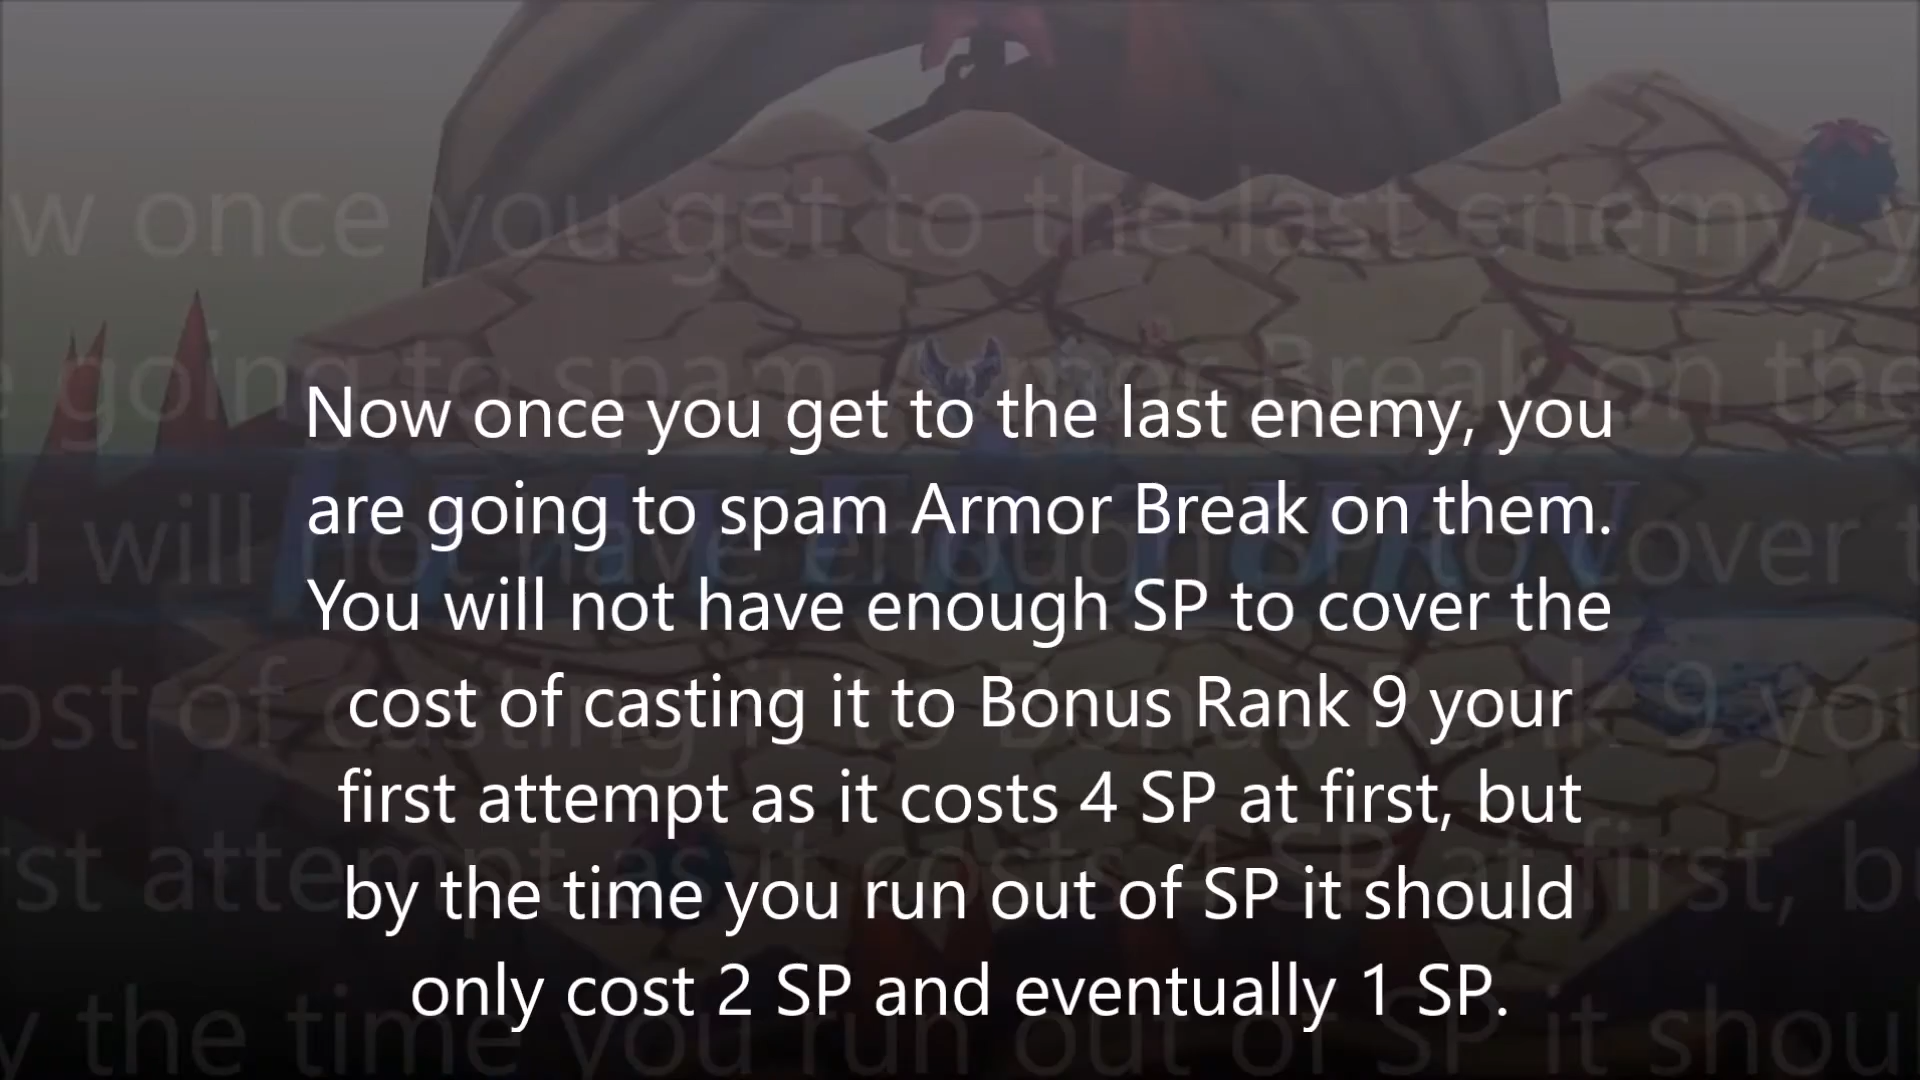 Now once you get to the last enemy, you
are going to spam Armor Break on them.
You will not have enough SP to cover the
cost of casting it to Bonus Rank 9 your
first attempt as it costs 4 SP at first, but
by the time you run out of SP it should
only cost 2 SP and eventually 1 SP.